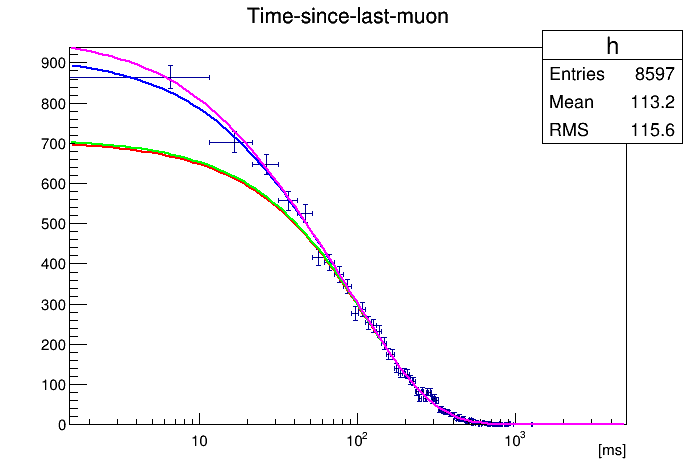 Time-since-last-muon
h
Entries 8597
Mean 113.2
RMS 115.6
900
800
700
600
500
400
300
200
100
0
10 10² 10³
[ms]